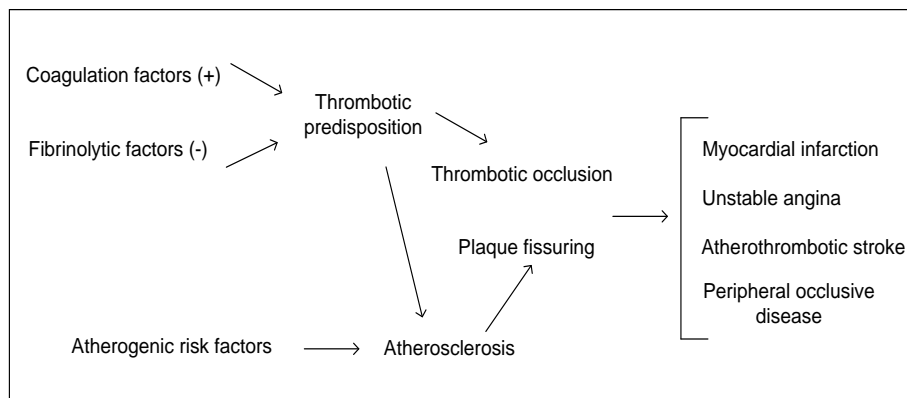 Coagulation factors (+)
Thrombotic
predisposition
Fibrinolytic factors (-)
Thrombotic occlusion
Plaque fissuring
Atherogenic risk factors
Atherosclerosis
Myocardial infarction
Unstable angina
Atherothrombotic stroke
Peripheral occlusive
disease